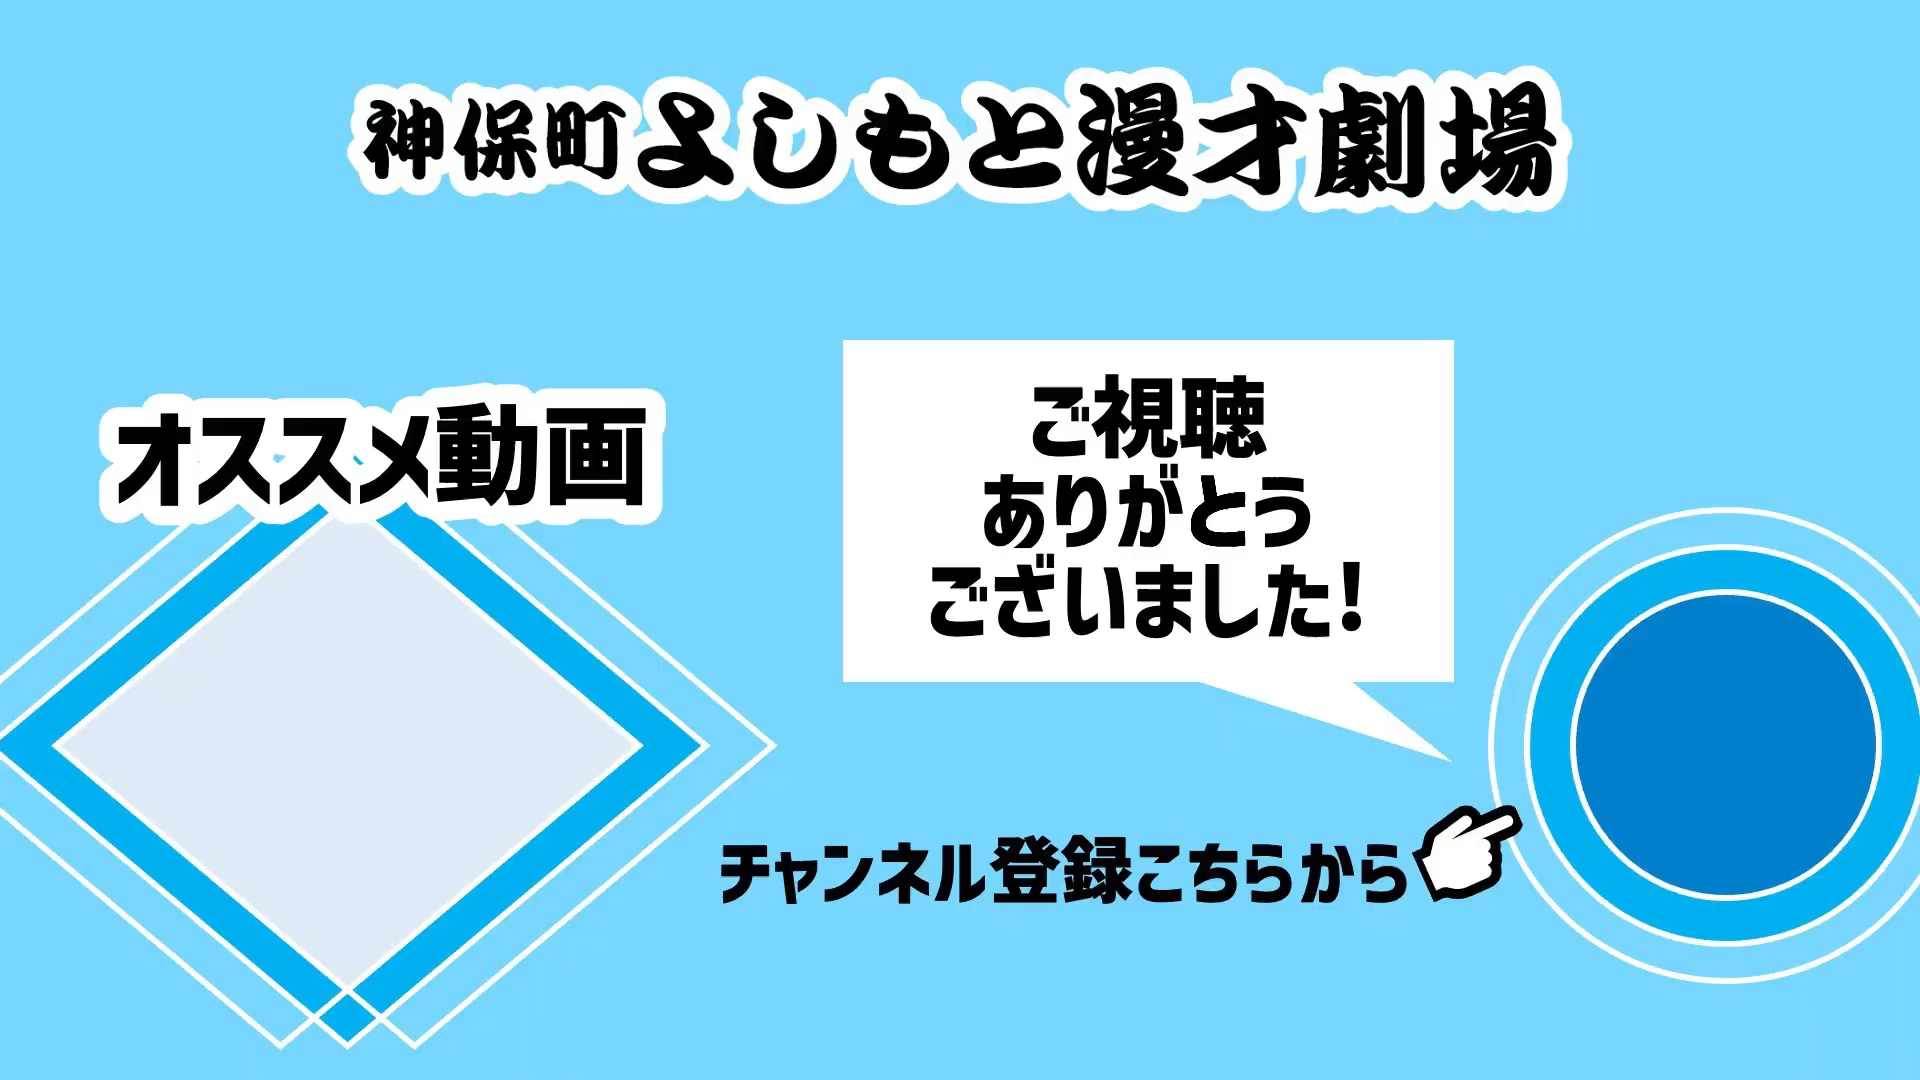 神保町よしもと漫才劇場
オススメ動画
ご視聴
ありがとう
ございました!
チャンネル登録こちらから